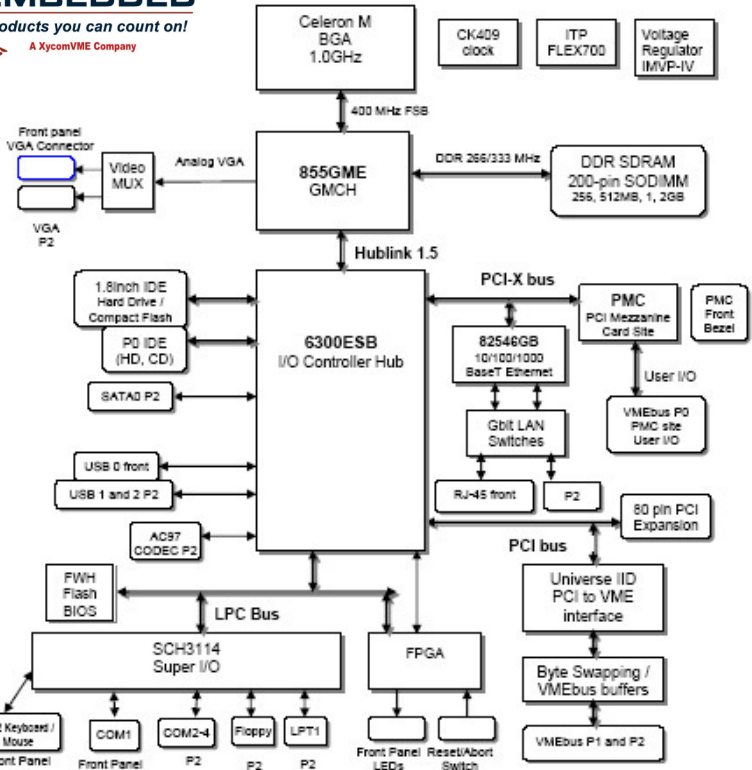 Products you can count on!
A XycomVME Company
Celeron M
BGA
1.0GHz
CK409
clock
ITP
FLEX700
Voltage
Regulator
IMVP-IV
400 MHz FSB
Front panel
VGA Connector
Video
MUX
Analog VGA
855GME
GMCH
DDR 266/333 MHz
DDR SDRAM
200-pin SODIMM
256, 512MB, 1, 2GB
VGA
P2
Hublink 1.5
1.8inch IDE
Hard Drive /
Compact Flash
P0 IDE
(HD, CD)
SATA0 P2
USB 0 front
USB 1 and 2 P2
AC97
CODEC P2
6300ESB
I/O Controller Hub
PCI-X bus
82546GB
10/100/1000
BaseT Ethernet
PMC
PCI Mezzanine
Card Site
PMC
Front
Bezel
User I/O
Gbit LAN
Switches
VMEbus P0
PMC site
User I/O
RJ-45 front
P2
80 pin PCI
Expansion
PCI bus
FWH
Flash
BIOS
LPC Bus
Universe IID
PCI to VME
interface
SCH3114
Super I/O
FPGA
Byte Swapping /
VMEbus buffers
Keyboard /
Mouse
Panel
COM1
Front Panel
COM2-4
P2
Floppy
P2
LPT1
P2
Front Panel
LEDs
Reset/Abort
Switch
VMEbus P1 and P2